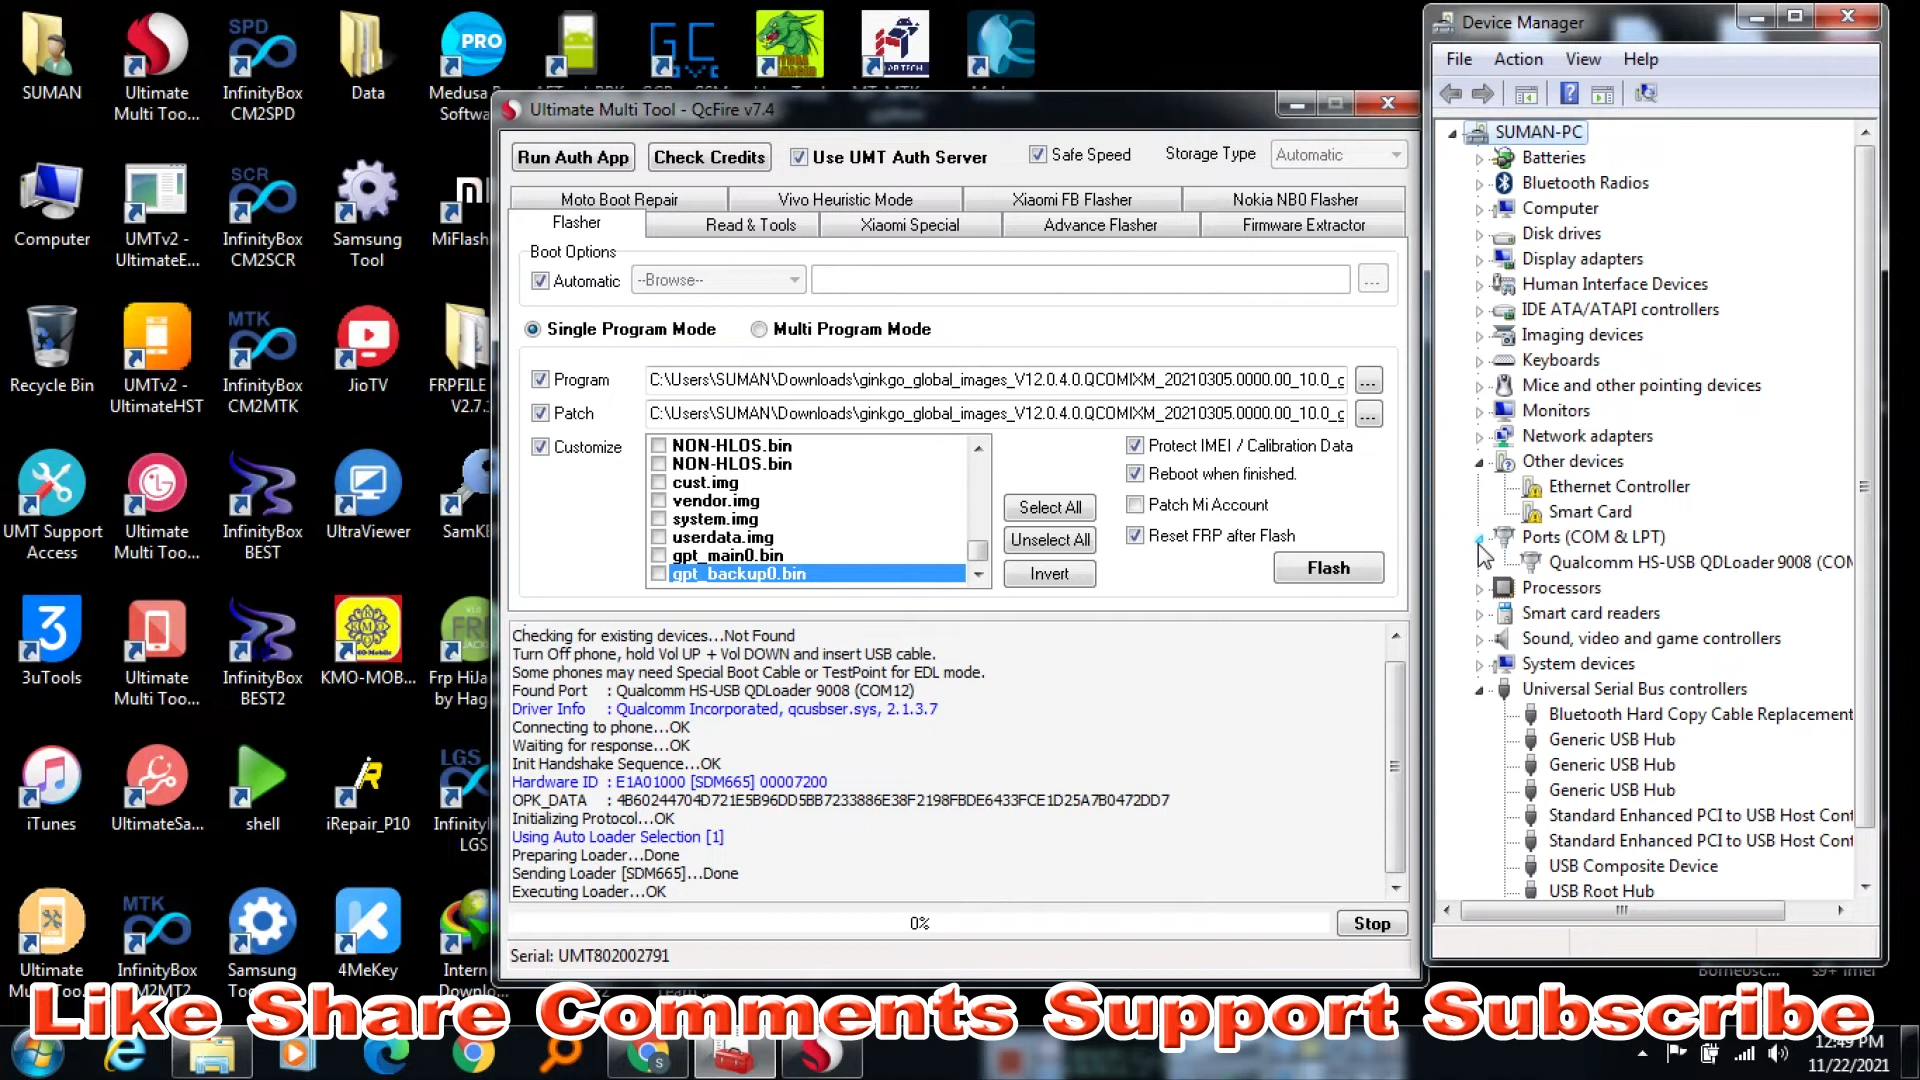 SUMAN
Ultimate
Multi Too...
SPD
InfinityBox
CM2SPD
Data
PRO
Medusa
Softwa
Computer
UMTv2 -
UltimateE...
SCR
InfinityBox
CM2SCR
Samsung
Tool
MiFlash
Recycle Bin
UMTv2 -
UltimateHST
MTK
InfinityBox
CM2MTK
JioTV
FRPFILE
V2.7.
UMT Support
Access
Ultimate
Multi Too...
InfinityBox
BEST
UltraViewer
3uTools
Ultimate
Multi Too...
InfinityBox
BEST2
KMO-MOB...
Frp HiJa
by Hag
iTunes
UltimateSa...
shell
iRepair_P10
LGS
Infinity
LGS
Ultimate
MTK
InfinityBox
Samsung
4MeKey
Intern
Ultimate Multi Tool - QcFire v7.4
Run Auth App
Check Credits
Use UMT Auth Server
Safe Speed
Storage Type
Automatic
Moto Boot Repair
Vivo Heuristic Mode
Xiaomi FB Flasher
Nokia NB0 Flasher
Flasher
Read & Tools
Xiaomi Special
Advance Flasher
Firmware Extractor
Boot Options
Automatic
--Browse--
...
Single Program Mode
Multi Program Mode
Program
C:\Users\SUMAN\Downloads\ginkgo_global_images_V12.0.4.0.QCOMIXM_20210305.0000.00_10.0_g
...
Patch
C:\Users\SUMAN\Downloads\ginkgo_global_images_V12.0.4.0.QCOMIXM_20210305.0000.00_10.0_g
...
Customize
NON-HLOS.bin
NON-HLOS.bin
cust.img
vendor.img
system.img
userdata.img
gpt_main0.bin
gpt_backup0.bin
Select All
Unselect All
Invert
Protect IMEI / Calibration Data
Reboot when finished.
Patch Mi Account
Reset FRP after Flash
Flash
Checking for existing devices...Not Found
Turn Off phone, hold Vol UP + Vol DOWN and insert USB cable.
Some phones may need Special Boot Cable or TestPoint for EDL mode.
Found Port : Qualcomm HS-USB QDLoader 9008 (COM12)
Driver Info : Qualcomm Incorporated, qcusbser.sys, 2.1.3.7
Connecting to phone...OK
Waiting for response...OK
Init Handshake Sequence...OK
Hardware ID : E1A01000 [SDM665] 00007200
OPK_DATA : 4B60244704D721E5B96DD5BB7233886E38F2198FBDE6433FCE1D25A7B0472DD7
Initializing Protocol...OK
Using Auto Loader Selection [1]
Preparing Loader...Done
Sending Loader [SDM665]...Done
Executing Loader...OK
0%
Stop
Serial: UMT802002791
Device Manager
File Action View Help
SUMAN-PC
Batteries
Bluetooth Radios
Computer
Disk drives
Display adapters
Human Interface Devices
IDE ATA/ATAPI controllers
Imaging devices
Keyboards
Mice and other pointing devices
Monitors
Network adapters
Other devices
Ethernet Controller
Smart Card
Ports (COM & LPT)
Qualcomm HS-USB QDLoader 9008 (COM
Processors
Smart card readers
Sound, video and game controllers
System devices
Universal Serial Bus controllers
Bluetooth Hard Copy Cable Replacement
Generic USB Hub
Generic USB Hub
Generic USB Hub
Standard Enhanced PCI to USB Host Cont
Standard Enhanced PCI to USB Host Cont
USB Composite Device
USB Root Hub
Like Share Comments Support Subscribe
12:49 PM
11/22/2021